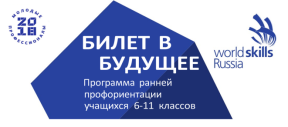 МОЛОДЫЕ ПРОФЕССИОНАЛЫ
2018
БИЛЕТ В
БУДУЩЕЕ
Программа ранней
профориентации
учащихся 6-11 классов
worldskills
Russia